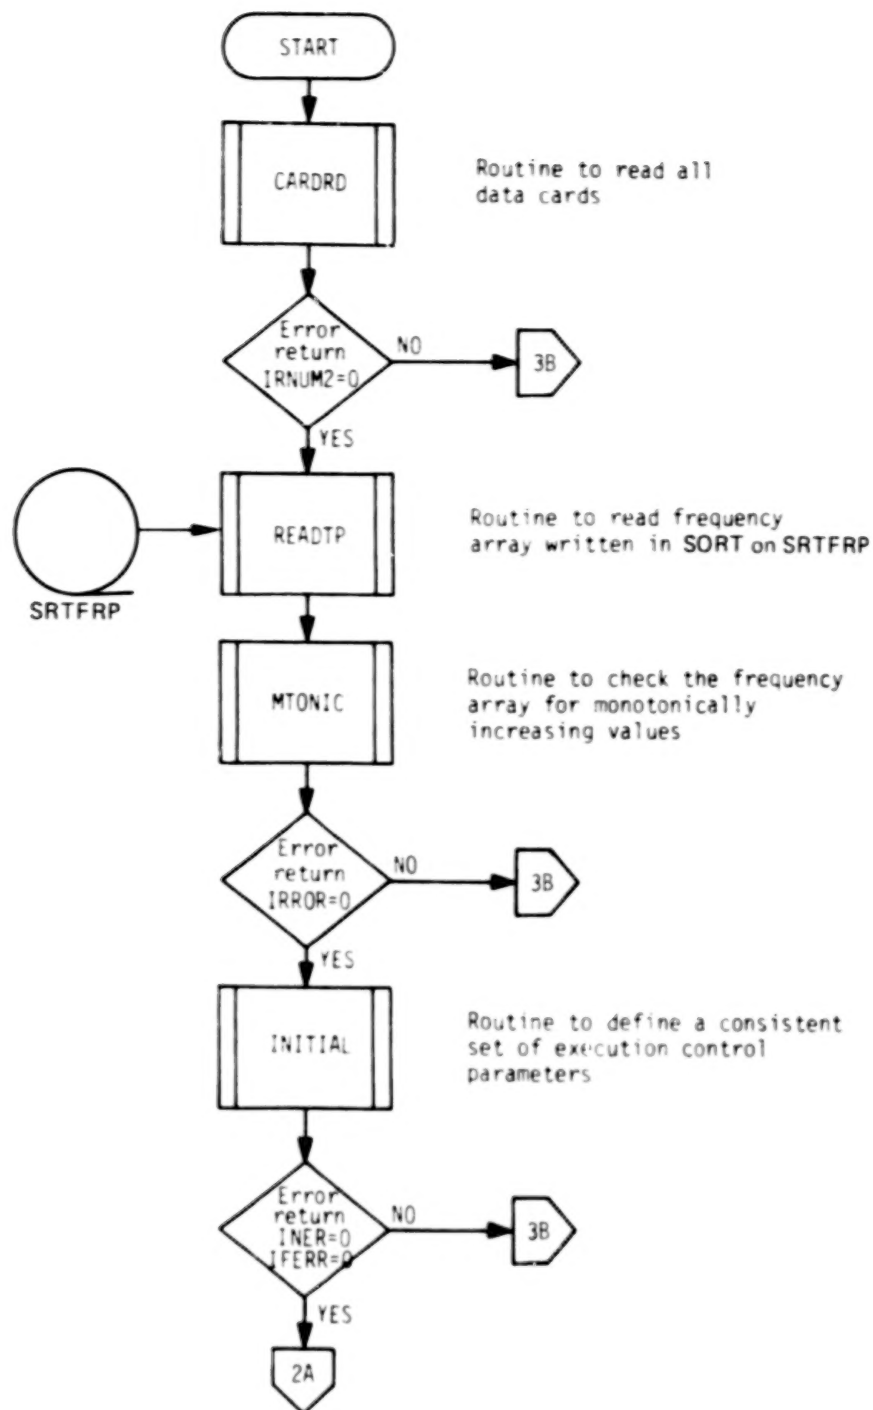 START
CARDRD
Routine to read all
data cards
Error
return
IRNUM2=0
NO
3B
YES
READTP
Routine to read frequency
array written in SORT on SRTFRP
SRTFRP
MTONIC
Routine to check the frequency
array for monotonically
increasing values
Error
return
IRROR=0
NO
3B
YES
INITIAL
Routine to define a consistent
set of execution control
parameters
Error
return
INER=0
IFERR=0
NO
3B
YES
2A